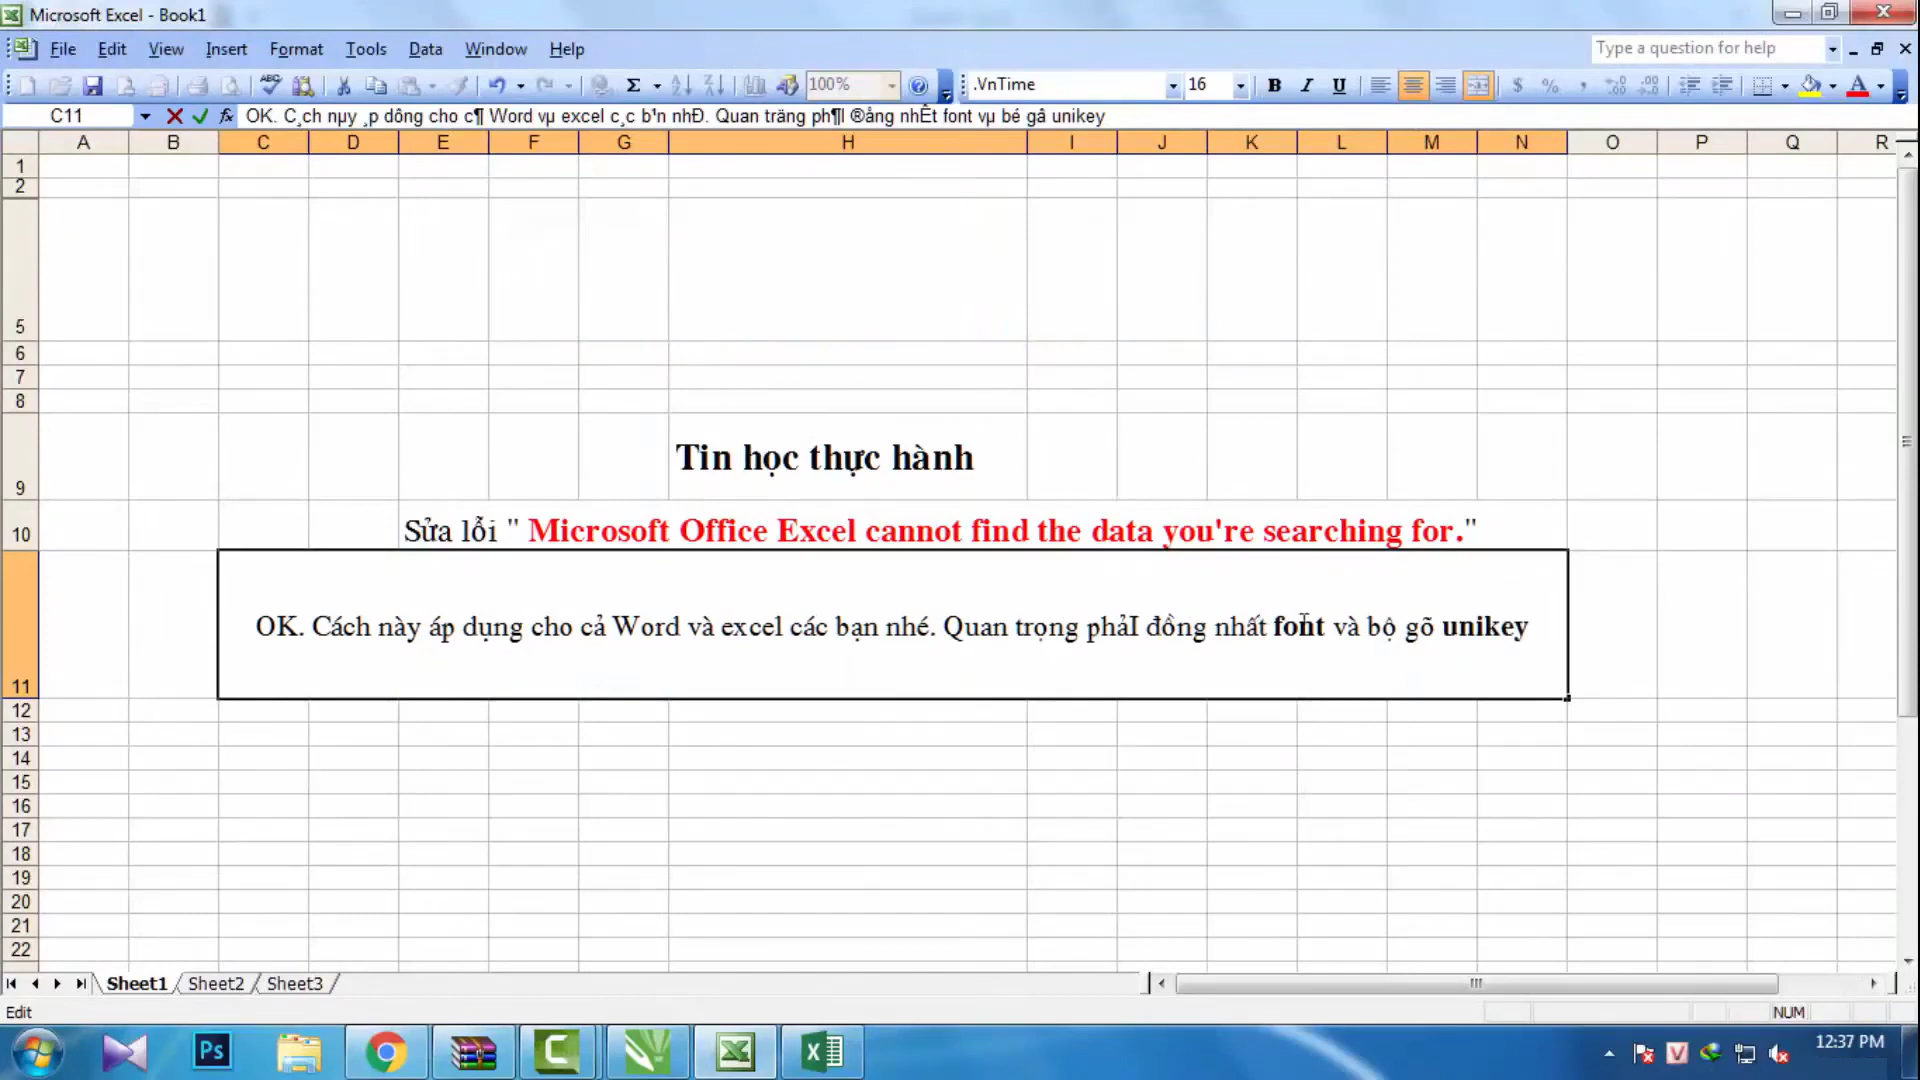 Microsoft Excel - Book1
File Edit View Insert Format Tools Data Window Help Type a question for help
100% .VnTime 16 B I U $ %
C11 fx OK. C¸ch nµy ¸p dông cho c¶ Word vµ excel c¸c b¹n nhÐ. Quan träng ph¶I ®ång nhÊt font vµ bé gâ unikey
A B C D E F G H I J K L M N O P Q R
1
2
5
6
7
8
9 Tin học thực hành
10 Sửa lỗi " Microsoft Office Excel cannot find the data you're searching for."
11 OK. Cách này áp dụng cho cả Word và excel các bạn nhé. Quan trọng phảI đồng nhất font và bộ gõ unikey
12
13
14
15
16
17
18
19
20
21
22
Sheet1 Sheet2 Sheet3
Edit NUM
Ps 12:37 PM